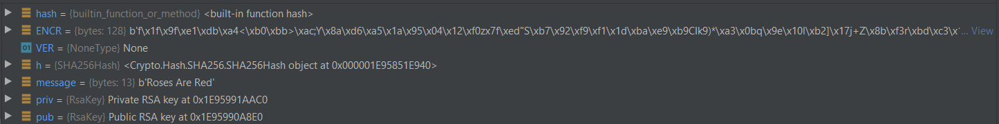 hash = {builtin_function_or_method} <built-in function hash>
ENCR = {bytes: 128} b'f\x1f\x9f\xe1\xdb\xa4<\xb0\xbb>\xac;Y\x8a\xd6\xa5\x1a\x95\x04\x12\xf0zx7f\xed"S\xb7\x92\xf9\xf1\x1d\xba\xe9\xb9Clk9)*\xa3\x0bq\x9e\x10l\xb2]\x17j+Z\x8b\xf3r\xbd\xc3\... View
01 VER = {NoneType} None
h = {SHA256Hash} <Crypto.Hash.SHA256.SHA256Hash object at 0x000001E95851E940>
message = {bytes: 13} b'Roses Are Red'
priv = {RsaKey} Private RSA key at 0x1E95991AAC0
pub = {RsaKey} Public RSA key at 0x1E95990A8E0